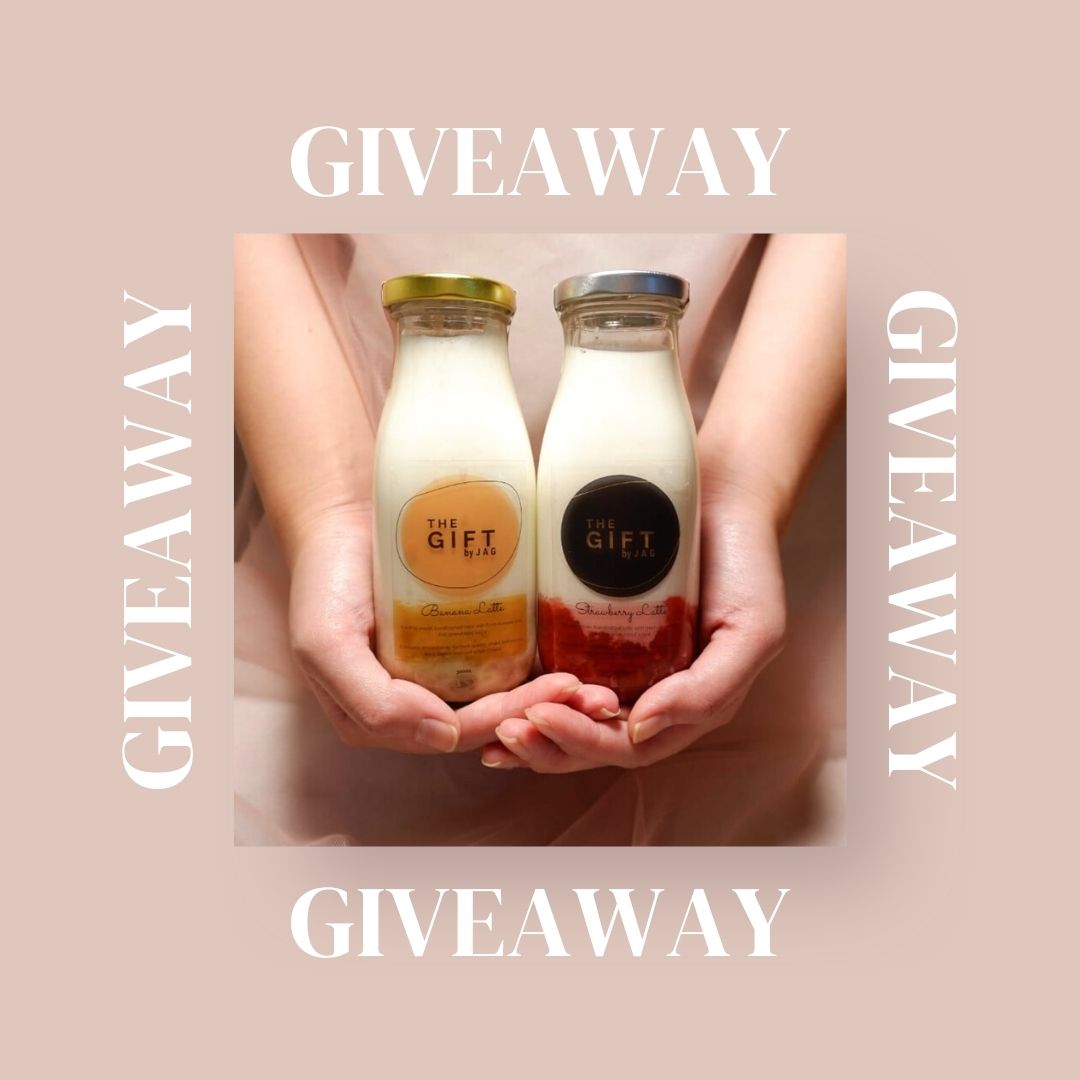 GIVEAWAY
GIVEAWAY
GIVEAWAY
THE
GIFT
by JAG
Banana Latte
THE
GIFT
by JAG
Strawberry Latte
GIVEAWAY